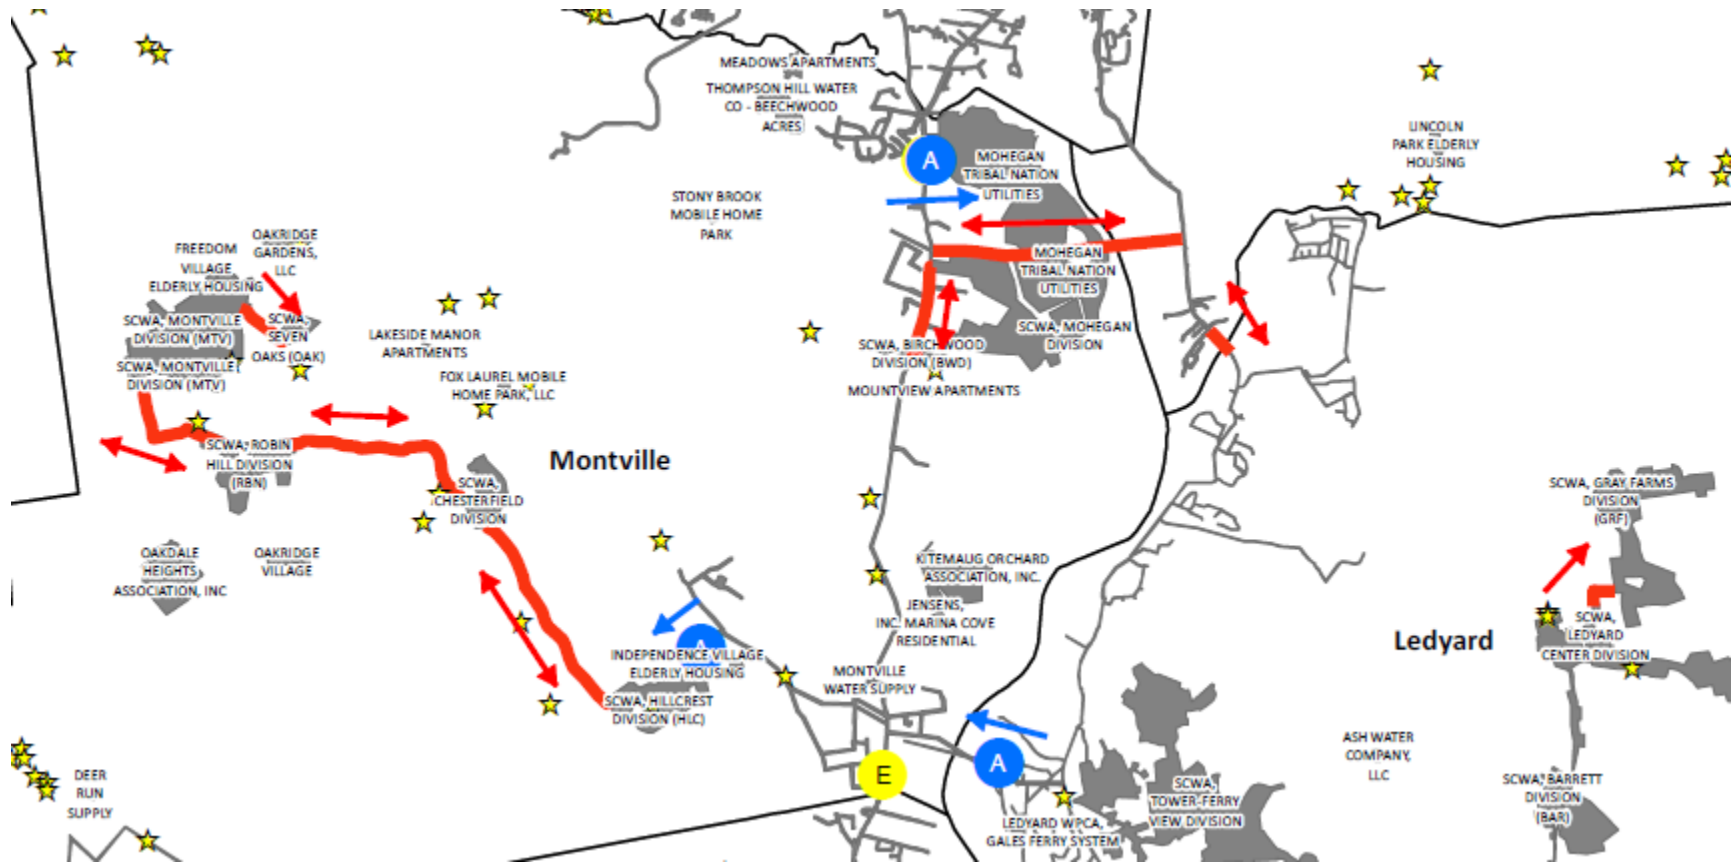 MEADOWS APARTMENTS
THOMPSON HILL WATER
CO - BEECHWOOD
ACRES
A
MOHEGAN
TRIBAL NATION
UTILITIES
LINCOLN
PARK ELDERLY
HOUSING
STONY BROOK
MOBILE HOME
PARK
FREEDOM
VILLAGE
ELDERLY HOUSING
OAKRIDGE
GARDENS,
LLC
MOHEGAN
TRIBAL NATION
UTILITIES
SCWA, MONTVILLE
DIVISION (MTV)
SCWA,
SEVEN
OAKS (OAK)
SCWA, MONTVILLE
DIVISION (MTV)
LAKESIDE MANOR
APARTMENTS
SCWA, MOHEGAN
DIVISION
SCWA, BIRCHWOOD
DIVISION (BWD)
MOUNTVIEW APARTMENTS
FOX LAUREL MOBILE
HOME PARK, LLC
SCWA, ROBIN
HILL DIVISION
(RBN)
Montville
SCWA,
CHESTERFIELD
DIVISION
SCWA, GRAY FARMS
DIVISION
(GRF)
OAKDALE
HEIGHTS
ASSOCIATION, INC
OAKRIDGE
VILLAGE
KITEMAUG ORCHARD
ASSOCIATION, INC.
JENSENS,
INC. MARINA COVE
RESIDENTIAL
SCWA,
LEDYARD
CENTER DIVISION
Ledyard
A
INDEPENDENCE VILLAGE
ELDERLY HOUSING
MONTVILLE
WATER SUPPLY
SCWA, HILLCREST
DIVISION (HLC)
E
A
ASH WATER
COMPANY,
LLC
DEER
RUN
SUPPLY
SCWA,
TOWER-FERRY
VIEW DIVISION
SCWA, BARRETT
DIVISION
(BAR)
LEDYARD WPCA,
GALES FERRY SYSTEM